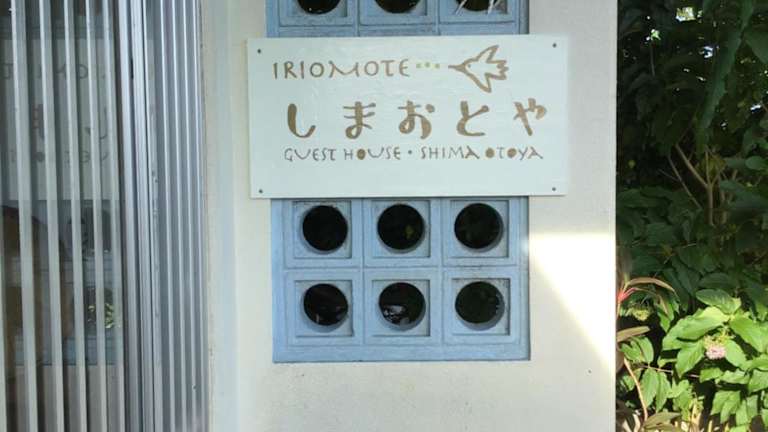 IRIOMOTE
しまおとや
GUEST HOUSE・SHIMA OTOYA